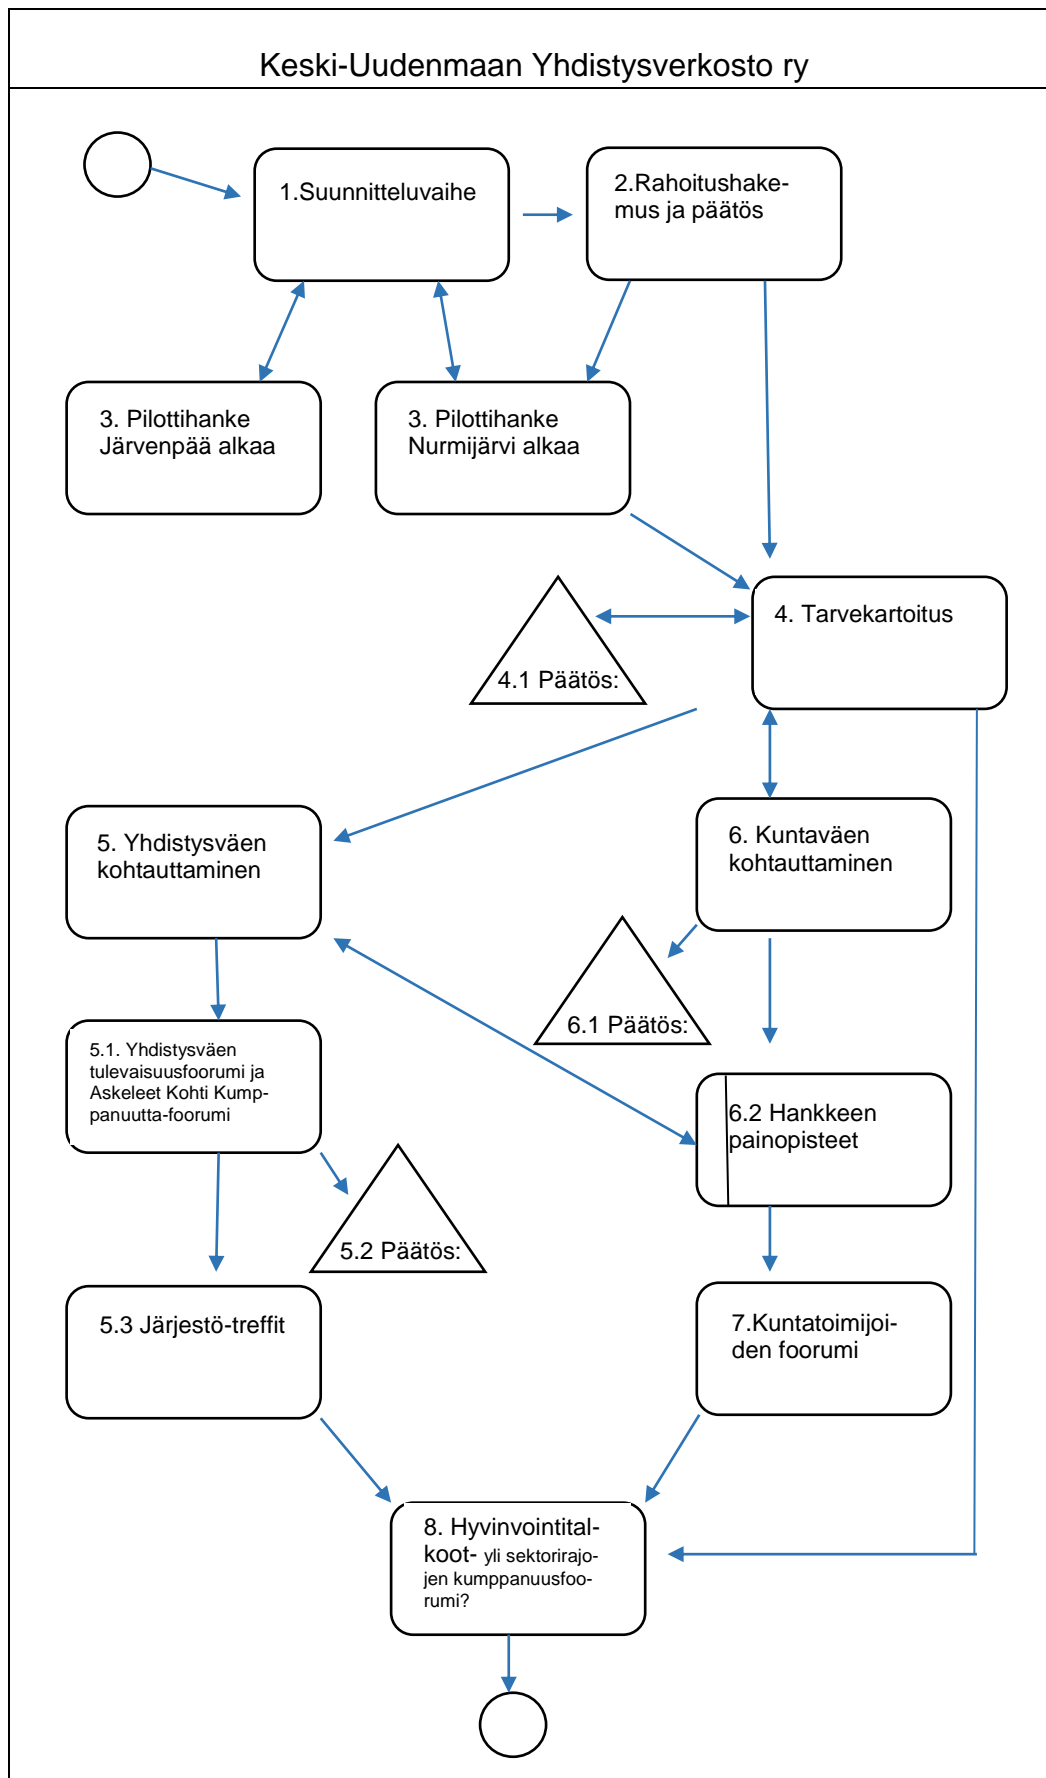 Keski-Uudenmaan Yhdistysverkosto ry
1.Suunnitteluvaihe
2.Rahoitushake-
mus ja päätös
3. Pilottihanke
Järvenpää alkaa
3. Pilottihanke
Nurmijärvi alkaa
4. Tarvekartoitus
4.1 Päätös:
5. Yhdistysväen
kohtauttaminen
6. Kuntaväen
kohtauttaminen
6.1 Päätös:
5.1. Yhdistysväen
tulevaisuusfoorumi ja
Askeleet Kohti Kump-
panuutta-foorumi
6.2 Hankkeen
painopisteet
5.2 Päätös:
5.3 Järjestö-treffit
7.Kuntatoimijoi-
den foorumi
8. Hyvinvointital-
koot- yli sektorirajo-
jen kumppanuusfoo-
rumi?